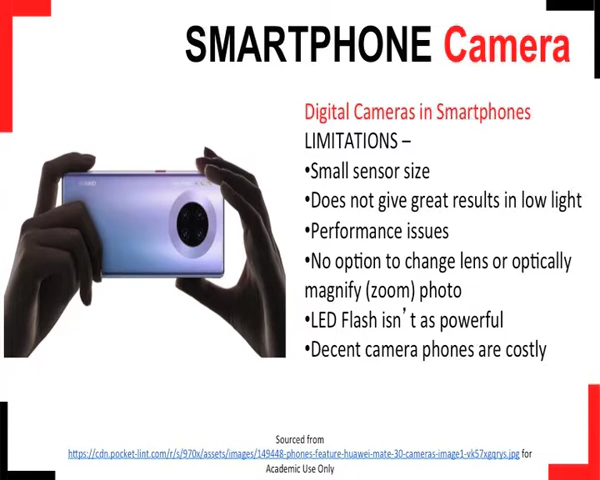 SMARTPHONE Camera
Digital Cameras in Smartphones
LIMITATIONS –
•Small sensor size
•Does not give great results in low light
•Performance issues
•No option to change lens or optically
magnify (zoom) photo
•LED Flash isn't as powerful
•Decent camera phones are costly
Sourced from
https://cdn.pocket-lint.com/r/s/970x/assets/images/149448-phones-feature-huawei-mate-30-cameras-image1-vk57xgqrys.jpg for
Academic Use Only